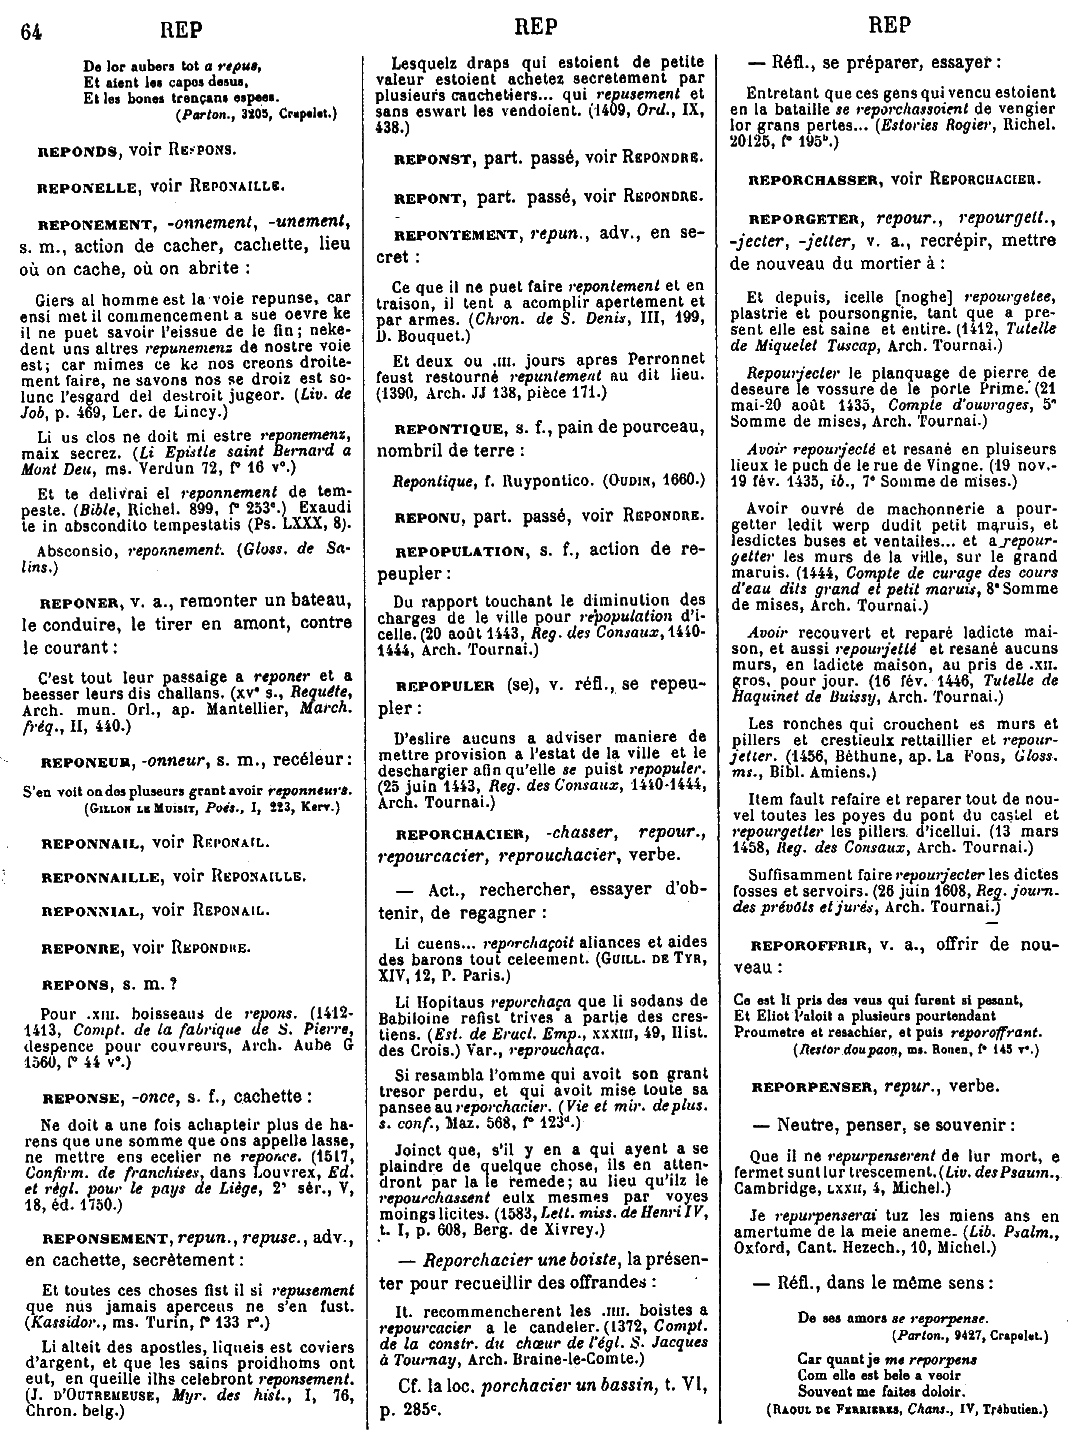 64 REP REP REP
De lor aubers tot a repus,
Et aient les capes desus,
Et les bones trençans espees.
(Parton., 3205, Crapelet.)
REPONDS, voir RESPONS.
REPONELLE, voir REPONAILLE.
REPONEMENT, -onnement, -unement,
s. m., action de cacher, cachette, lieu
où on cache, où on abrite :
Giers al homme est la voie repunse, car
ensi met il commencement a sue oevre ke
il ne puet savoir l'eissue de le fin; neke-
dent uns altres repunemenz de nostre voie
est; car mimes ce ke nos creons droite-
ment faire, ne savons nos se droiz est so-
lunc l'esgard del destroit jugeor. (Liv. de
Job, p. 469, Ler. de Lincy.)
Li us clos ne doit mi estre reponemenz,
maix secrez. (Li Epistle saint Bernard a
Mont Deu, ms. Verdun 72, f° 16 v°.)
Et te delivrai el reponnement de tem-
peste. (Bible, Richel. 899, f° 253ᵃ.) Exaudi
te in abscondito tempestatis (Ps. LXXX, 8).
Absconsio, reponnement. (Gloss. de Sa-
lins.)
REPONER, v. a., remonter un bateau,
le conduire, le tirer en amont, contre
le courant :
C'est tout leur passaige a reponer et a
beesser leurs dis challans. (xvᵉ s., Requête,
Arch. mun. Orl., ap. Mantellier, March.
fréq., II, 440.)
REPONEUR, -onneur, s. m., recéleur :
S'en voit on des pluseurs grant avoir reponneurs.
(GILLON LE MUISIT, Poés., I, 223, Kerv.)
REPONNAIL, voir REPONAIL.
REPONNAILLE, voir REPONAILLE.
REPONNIAL, voir REPONAIL.
REPONRE, voir REPONDRE.
REPONS, s. m. ?
Pour .xiii. boisseaus de repons. (1412-
1413, Compt. de la fabrique de S. Pierre,
despence pour couvreurs, Arch. Aube G
1560, f° 44 v°.)
REPONSE, -once, s. f., cachette :
Ne doit a une fois achapteir plus de ha-
rens que une somme que ons appelle lasse,
ne mettre ens ecelier ne reponce. (1517,
Confirm. de franchises, dans Louvrex, Ed.
et régl. pour le pays de Liège, 2ᵉ sér., V,
18, éd. 1750.)
REPONSEMENT, repun., repuse., adv.,
en cachette, secrètement :
Et toutes ces choses fist il si repusement
que nus jamais aperceus ne s'en fust.
(Kassidor., ms. Turin, f° 133 r°.)
Li alteit des apostles, liqueis est coviers
d'argent, et que les sains proidhoms ont
eut, en queille ilhs celebront reponsement.
(J. D'OUTREMEUSE, Myr. des hist., I, 76,
Chron. belg.)
Lesquelz draps qui estoient de petite
valeur estoient achetez secretement par
plusieurs cauchetiers... qui repusement et
sans eswart les vendoient. (1409, Ord., IX,
438.)
REPONST, part. passé, voir REPONDRE.
REPONT, part. passé, voir REPONDRE.
REPONTEMENT, repun., adv., en se-
cret :
Ce que il ne puet faire repontement et en
traison, il tent a acomplir apertement et
par armes. (Chron. de S. Denis, III, 199,
D. Bouquet.)
Et deux ou .III. jours apres Perronnet
feust restourné repuntement au dit lieu.
(1390, Arch. JJ 138, pièce 171.)
REPONTIQUE, s. f., pain de pourceau,
nombril de terre :
Repontique, f. Ruypontico. (OUDIN, 1660.)
REPONU, part. passé, voir REPONDRE.
REPOPULATION, s. f., action de re-
peupler :
Du rapport touchant le diminution des
charges de le ville pour repopulation d'i-
celle. (20 août 1443, Reg. des Consaux, 1440-
1444, Arch. Tournai.)
REPOPULER (se), v. réfl., se repeu-
pler :
D'eslire aucuns a adviser maniere de
mettre provision a l'estat de la ville et le
deschargier afin qu'elle se puist repopuler.
(25 juin 1443, Reg. des Consaux, 1440-1444,
Arch. Tournai.)
REPORCHACIER, -chasser, repour.,
repourcacier, reprouchacier, verbe.
— Act., rechercher, essayer d'ob-
tenir, de regagner :
Li cuens... reporchaçoit aliances et aides
des barons tout celeement. (GUILL. DE TYR,
XIV, 12, P. Paris.)
Li Hopitaus reporchaça que li sodans de
Babiloine refist trives a partie des cres-
tiens. (Est. de Eracl. Emp., XXXIII, 49, Hist.
des Crois.) Var., reprouchaça.
Si resambla l'omme qui avoit son grant
tresor perdu, et qui avoit mise toute sa
pansee au reporchacier. (Vie et mir. de plus.
s. conf., Maz. 568, f° 123ᵈ.)
Joinct que, s'il y en a qui ayent a se
plaindre de quelque chose, ils en atten-
dront par la le remede; au lieu qu'ilz le
repourchassent eulx mesmes par voyes
moings licites. (1583, Lett. miss. de Henri IV,
t. I, p. 608, Berg. de Xivrey.)
— Reporchacier une boiste, la présen-
ter pour recueillir des offrandes :
It. recommencherent les .IIII. boistes a
repourcacier a le candeler. (1372, Compt.
de la constr. du chœur de l'égl. S. Jacques
à Tournay, Arch. Braine-le-Comte.)
Cf. la loc. porchacier un bassin, t. VI,
p. 285ᶜ.
— Réfl., se préparer, essayer :
Entretant que ces gens qui vencu estoient
en la bataille se reporchassoient de vengier
lor grans pertes... (Estories Rogier, Richel.
20125, f° 195ᵇ.)
REPORCHASSER, voir REPORCHACIER.
REPORGETER, repour., repourgett.,
-jecter, -jetter, v. a., recrépir, mettre
de nouveau du mortier à :
Et depuis, icelle [noghe] repourgetee,
plastrie et poursongnie, tant que a pre-
sent elle est saine et entire. (1412, Tutelle
de Miquelet Tuscap, Arch. Tournai.)
Repourjecter le planquage de pierre de
deseure le vossure de le porte Prime. (21
mai-20 août 1435, Compte d'ouvrages, 5ᵉ
Somme de mises, Arch. Tournai.)
Avoir repourjecté et resané en pluiseurs
lieux le puch de le rue de Vingne. (19 nov.-
19 fév. 1435, ib., 7ᵉ Somme de mises.)
Avoir ouvré de machonnerie a pour-
getter ledit werp dudit petit maruis, et
lesdictes buses et ventailes... et a repour-
getter les murs de la ville, sur le grand
maruis. (1444, Compte de curage des cours
d'eau dits grand et petit maruis, 8ᵉ Somme
de mises, Arch. Tournai.)
Avoir recouvert et reparé ladicte mai-
son, et aussi repourjetté et resané aucuns
murs, en ladicte maison, au pris de .XII.
gros, pour jour. (16 fév. 1446, Tutelle de
Haquinet de Buissy, Arch. Tournai.)
Les ronches qui crouchent es murs et
pillers et crestieulx rettaillier et repour-
jetter. (1456, Béthune, ap. La Fons, Gloss.
ms., Bibl. Amiens.)
Item fault refaire et reparer tout de nou-
vel toutes les poyes du pont du castel et
repourgetter les pillers d'icellui. (13 mars
1458, Reg. des Consaux, Arch. Tournai.)
Suffisamment faire repourjecter les dictes
fosses et servoirs. (26 juin 1608, Reg. journ.
des prévôts et jurés, Arch. Tournai.)
REPOROFFRIR, v. a., offrir de nou-
veau :
Ce est li pris des veus qui furent si pesant,
Et Eliot l'aloit a plusieurs pourtendant
Proumetre et resachier, et puis reporoffrant.
(Restor dou paon, ms. Rouen, f° 145 v°.)
REPORPENSER, repur., verbe.
— Neutre, penser, se souvenir :
Que il ne repurpenserent de lur mort, e
fermet sunt lur trescement. (Liv. des Psaum.,
Cambridge, LXXII, 4, Michel.)
Je repurpenserai tuz les miens ans en
amertume de la meie aneme. (Lib. Psalm.,
Oxford, Cant. Hezech., 10, Michel.)
— Réfl., dans le même sens :
De ses amors se reporpense.
(Parton., 9427, Crapelet.)
Car quant je me reporpens
Com elle est bele a veoir
Souvent me faites doloir.
(RAOUL DE FERRIERES, Chans., IV, Trébutien.)